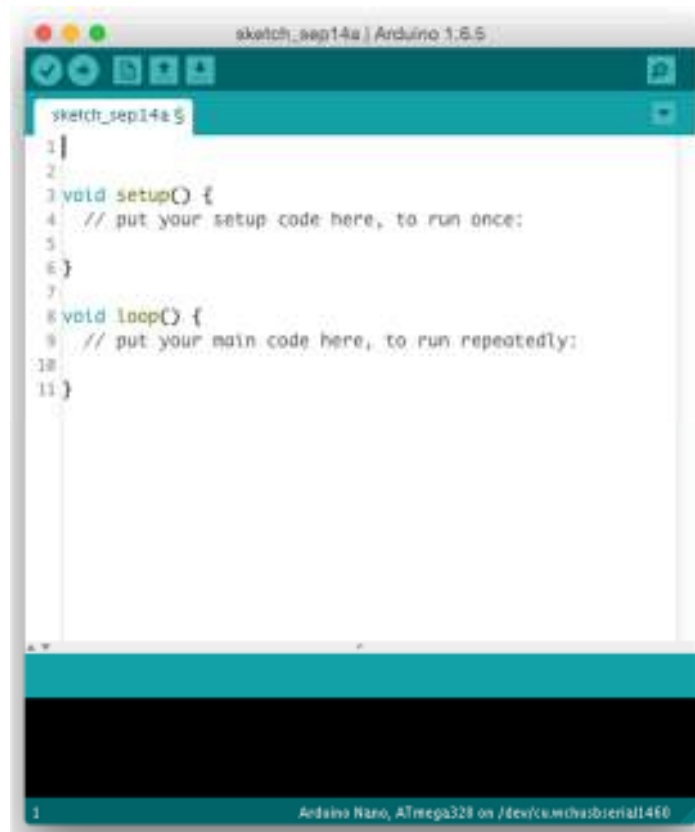 sketch_sep14a | Arduino 1.6.5
sketch_sep14a §
1
2
3 void setup() {
4 // put your setup code here, to run once:
5
6 }
7
8 void loop() {
9 // put your main code here, to run repeatedly:
10
11 }
1 Arduino Nano, ATmega328 on /dev/cu.wchusbserial1460